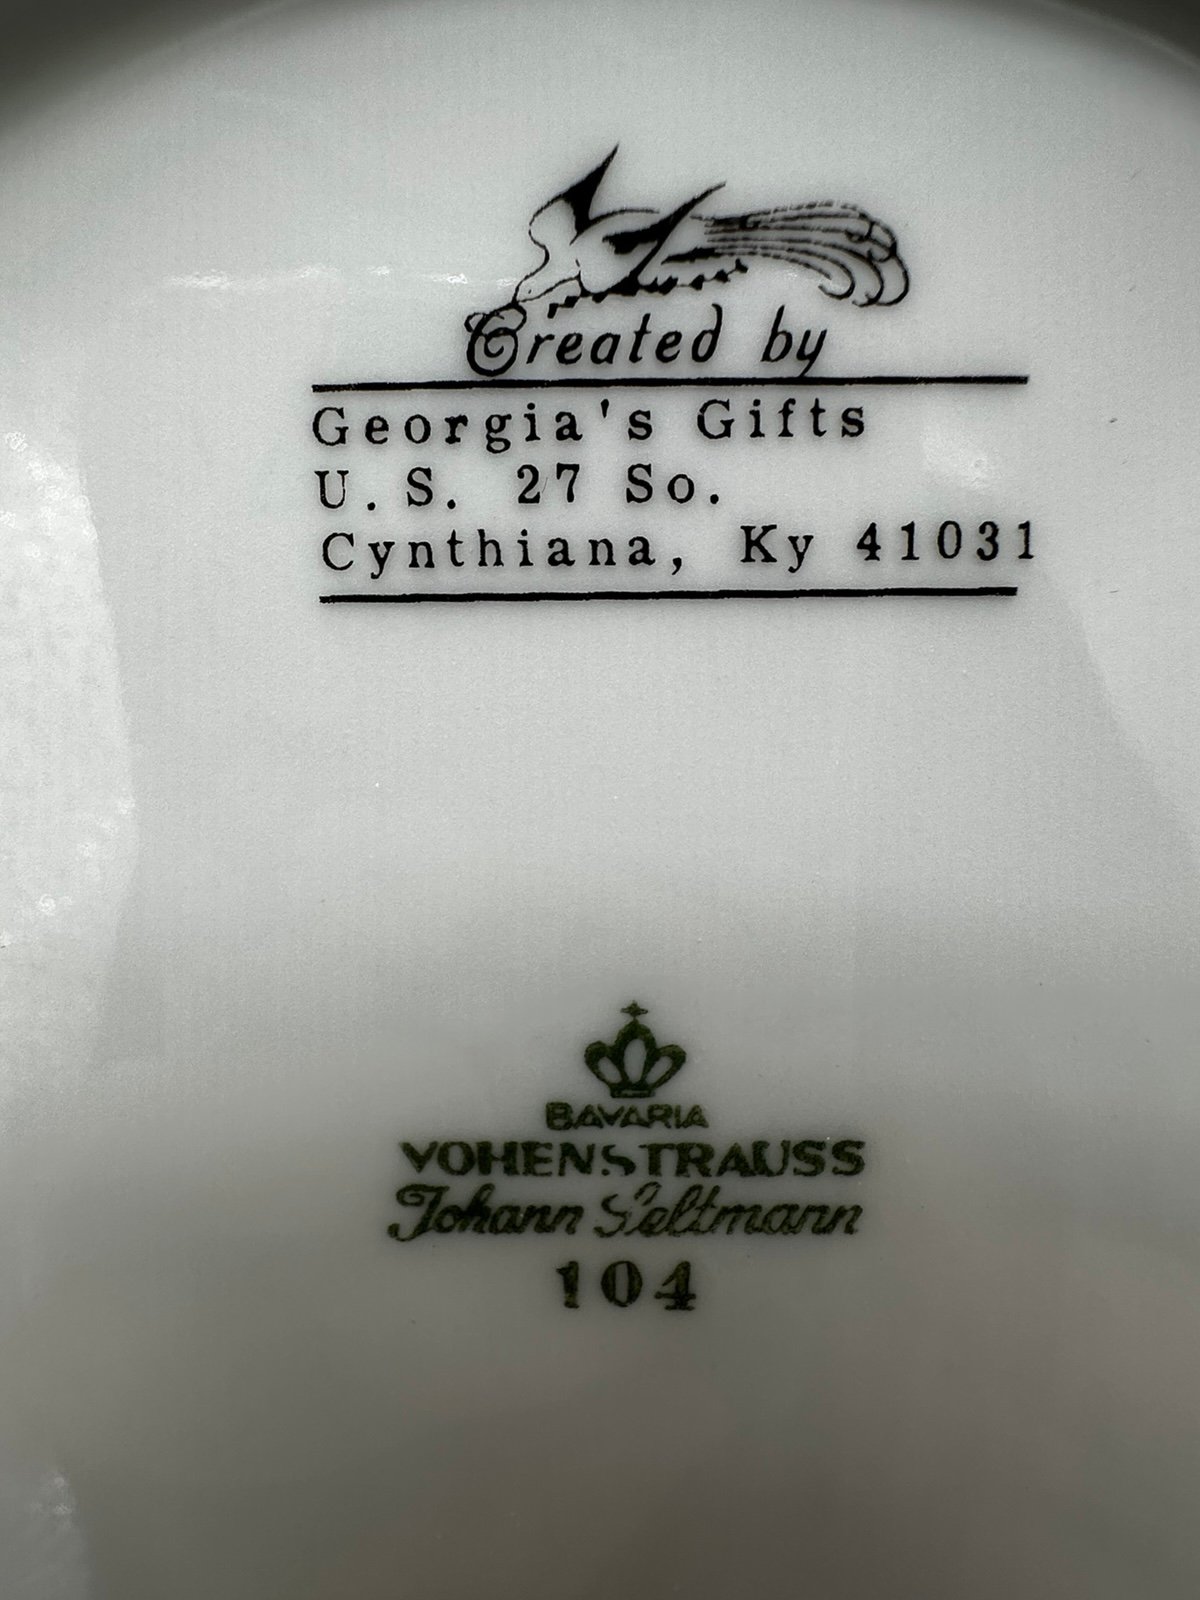 Created by
Georgia's Gifts
U.S. 27 So.
Cynthiana, Ky 41031
BAVARIA
VOHENSTRAUSS
Johann Seltmann
104